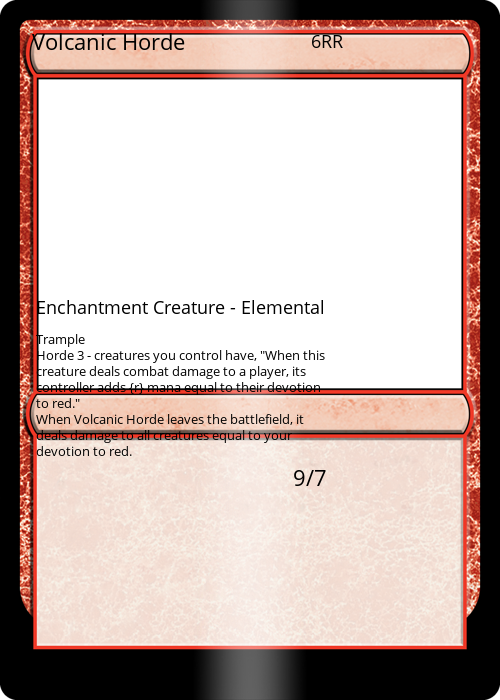 Volcanic Horde 6RR
Enchantment Creature - Elemental
Trample
Horde 3 - creatures you control have, "When this
creature deals combat damage to a player, its
controller adds {r} mana equal to their devotion
to red."
When Volcanic Horde leaves the battlefield, it
deals damage to all creatures equal to your
devotion to red.
9/7